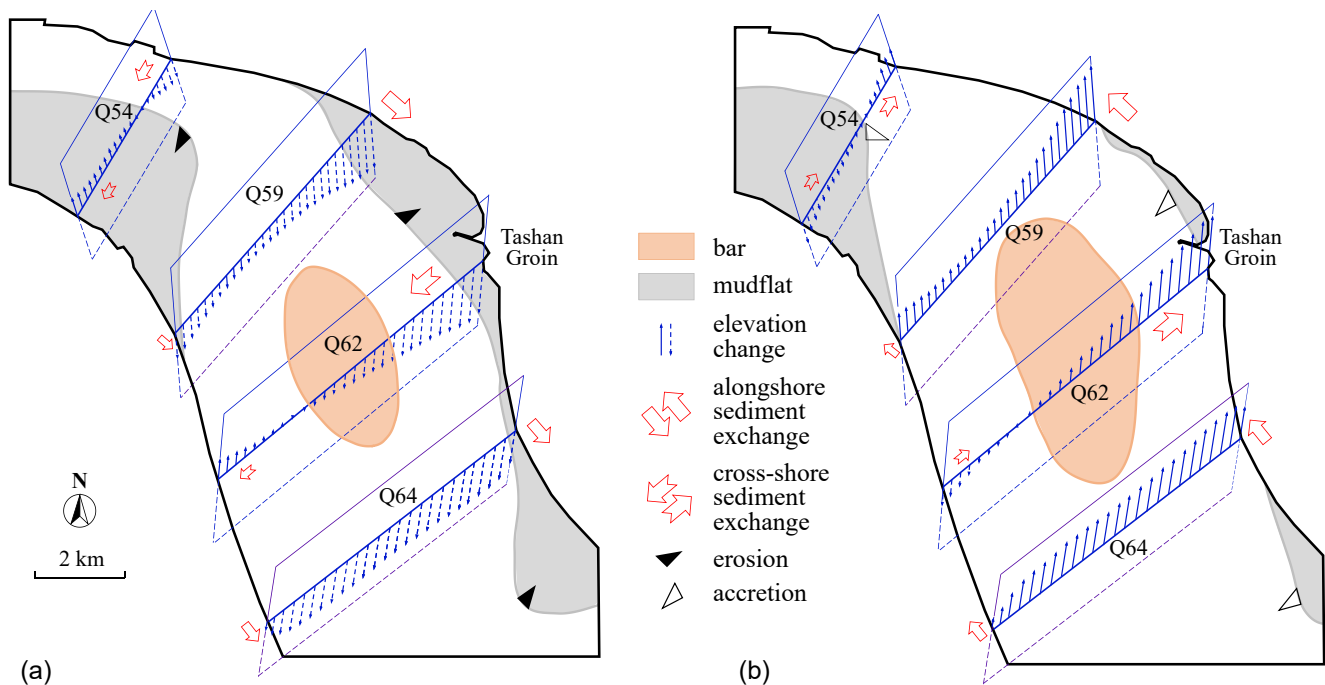 Q54
Q59
Tashan
Groin
Q62
Q64
N
2 km
(a)
bar
mudflat
elevation
change
alongshore
sediment
exchange
cross-shore
sediment
exchange
erosion
accretion
Q54
Q59
Tashan
Groin
Q62
Q64
(b)